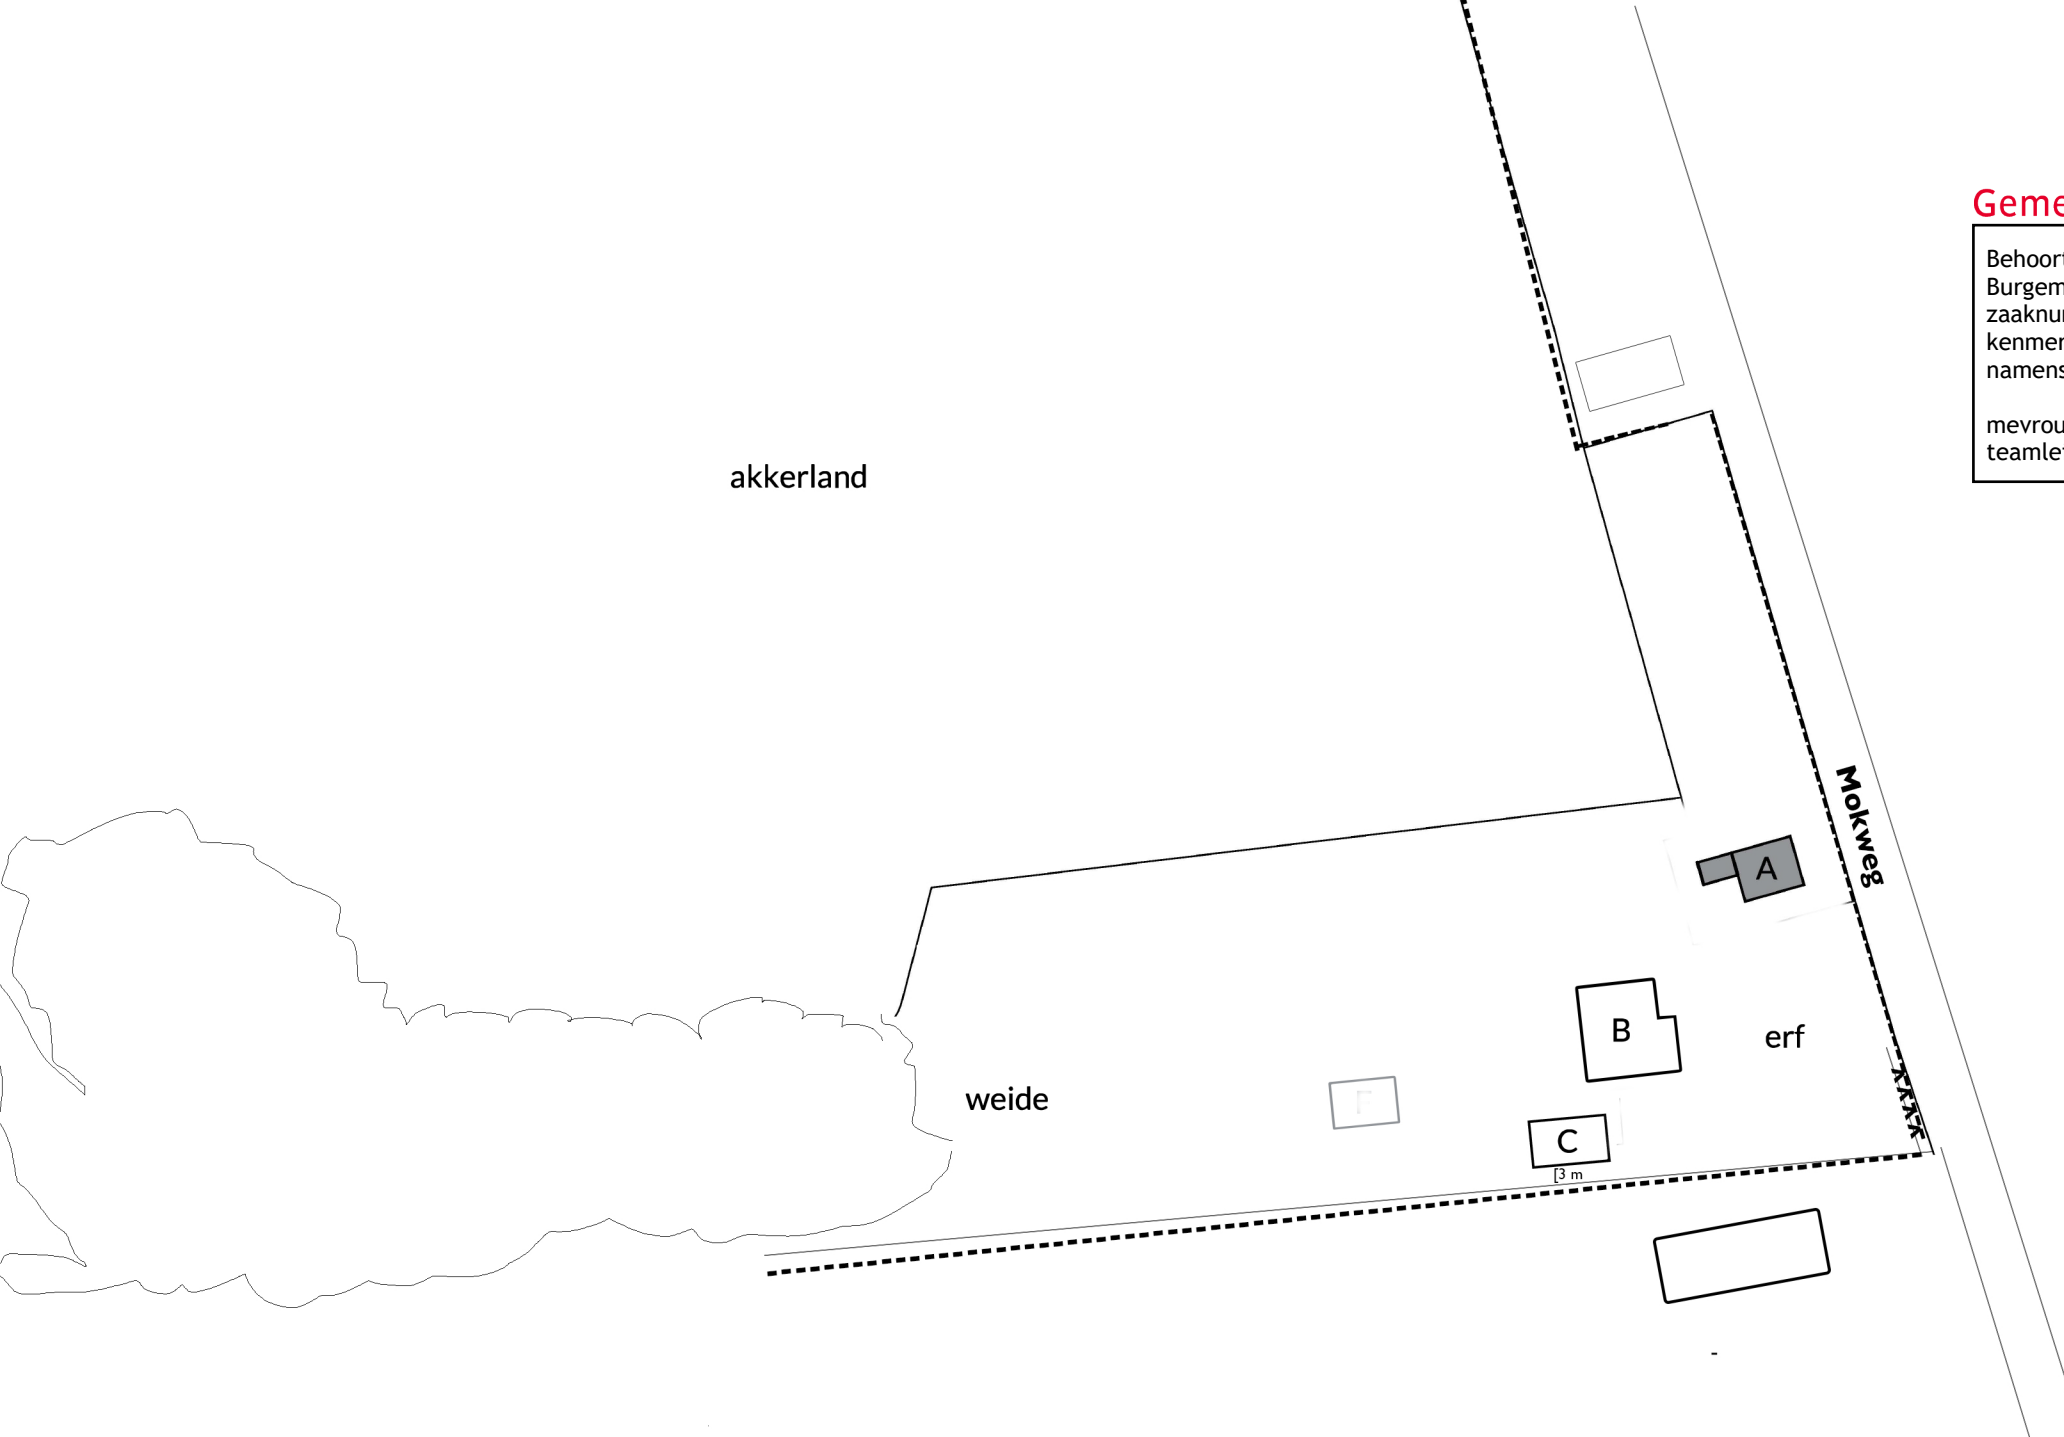 Geme
Behoort
Burgem
zaaknu
kenmer
namens
mevrou
teamle
akkerland
Mokweg
A
B
erf
weide
C
[3 m